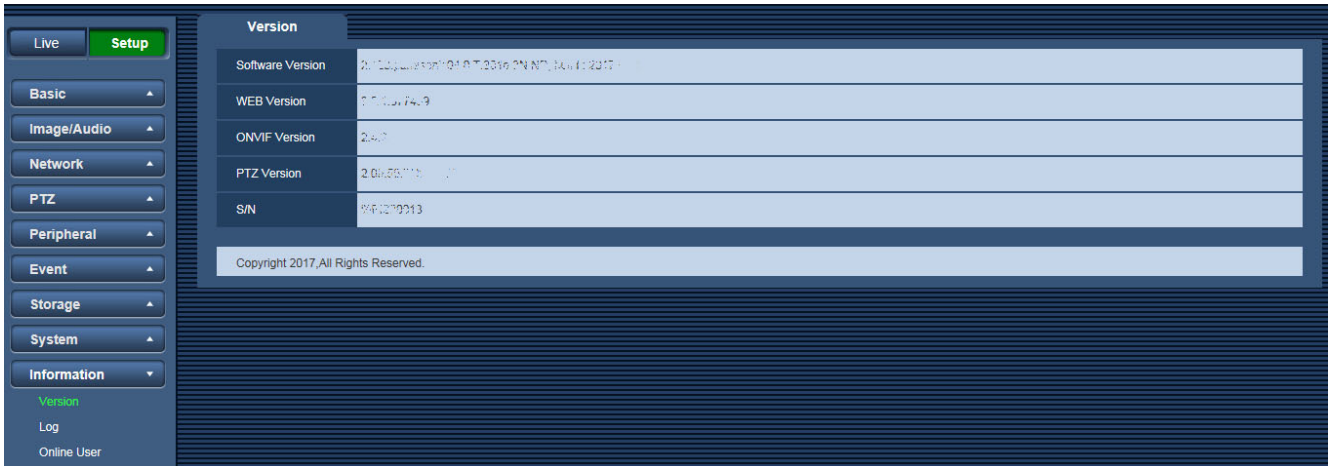 Live
Setup
Basic
Image/Audio
Network
PTZ
Peripheral
Event
Storage
System
Information
Version
Log
Online User
Version
Software Version
WEB Version
ONVIF Version
PTZ Version
S/N
Copyright 2017,All Rights Reserved.